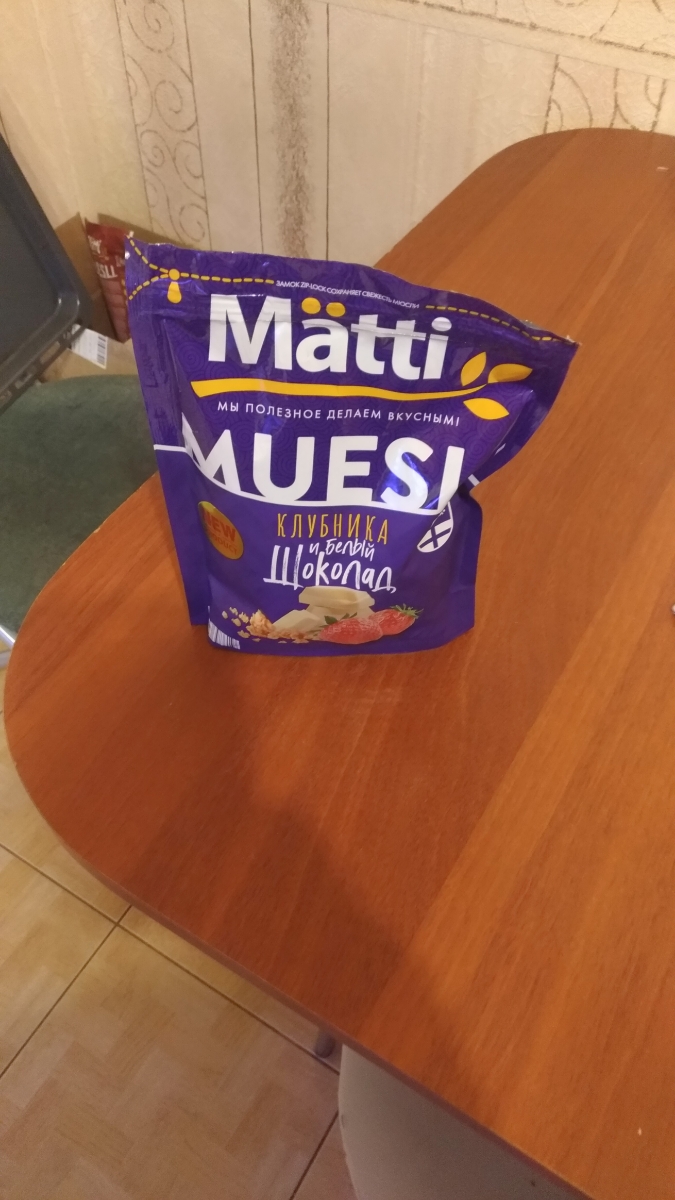 ЗАМОК ZIP-LOCK СОХРАНЯЕТ СВЕЖЕСТЬ МЮСЛИ
Mätti
МЫ ПОЛЕЗНОЕ ДЕЛАЕМ ВКУСНЫМ!
MUESLI
NEW
КЛУБНИКА
и белый
Шоколад